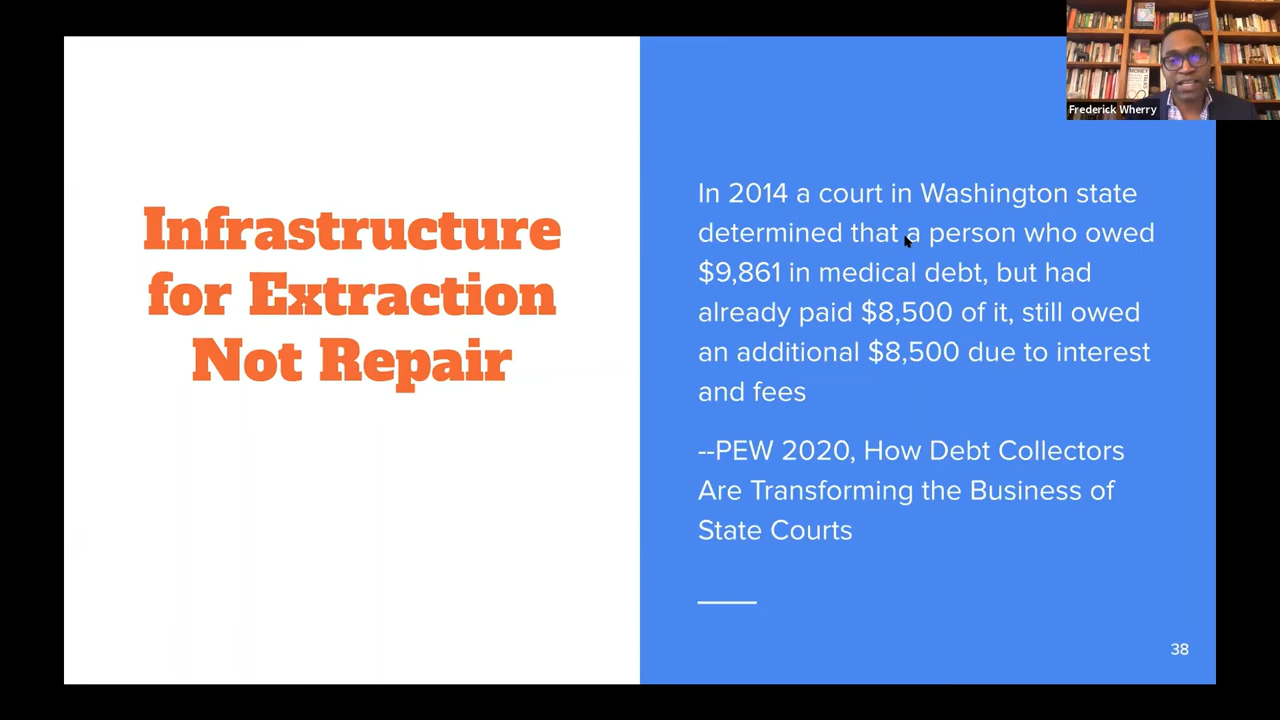 Frederick Wherry
Infrastructure
for Extraction
Not Repair
In 2014 a court in Washington state
determined that a person who owed
$9,861 in medical debt, but had
already paid $8,500 of it, still owed
an additional $8,500 due to interest
and fees
--PEW 2020, How Debt Collectors
Are Transforming the Business of
State Courts
38